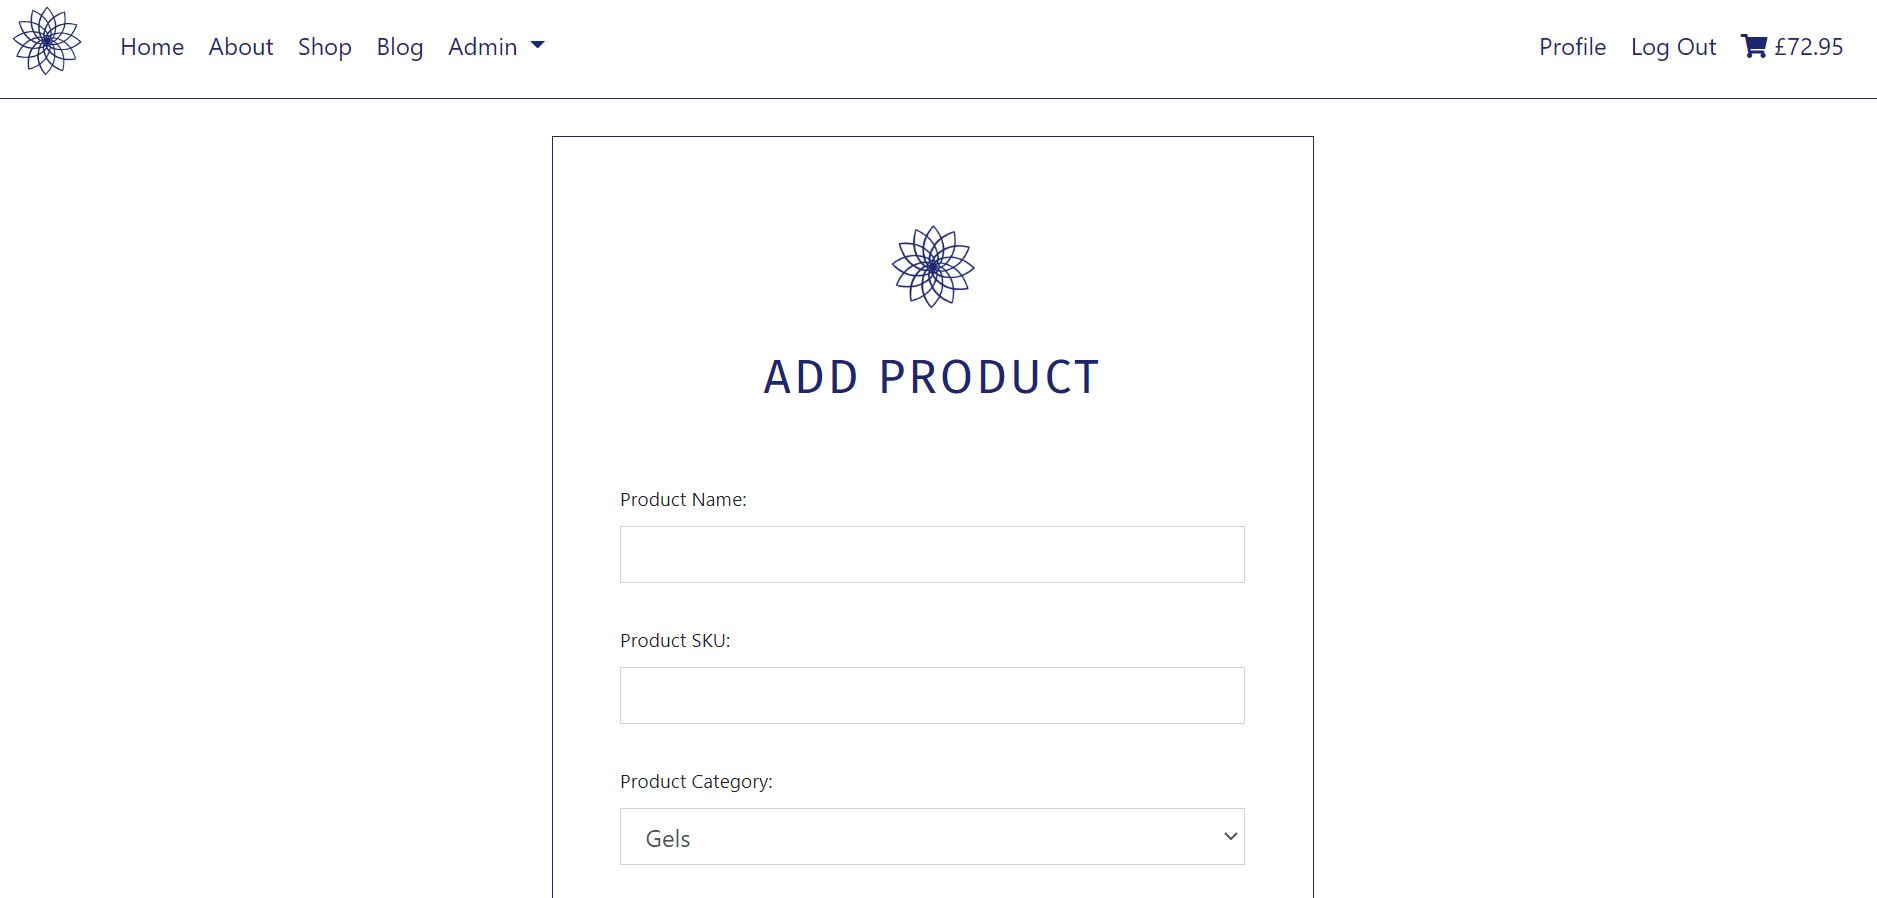 Home About Shop Blog Admin Profile Log Out £72.95
ADD PRODUCT
Product Name:
Product SKU:
Product Category:
Gels